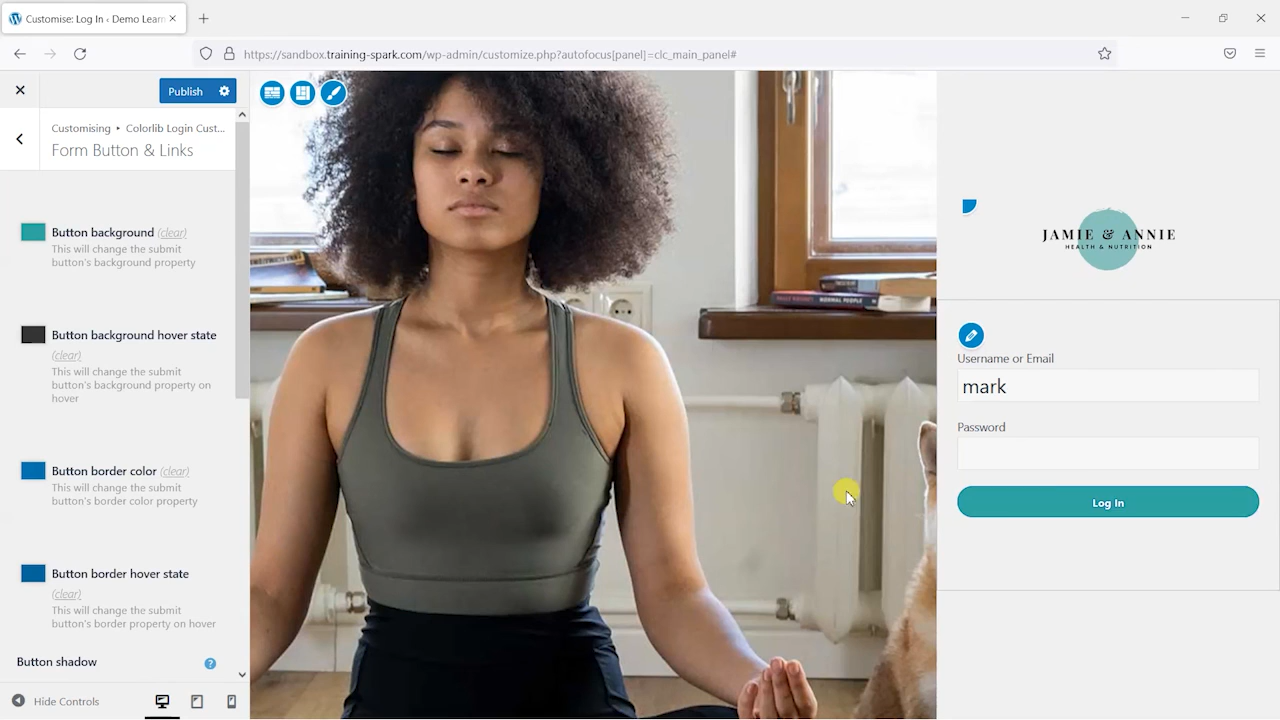 Customise: Log In ‹ Demo Learn
https://sandbox.training-spark.com/wp-admin/customize.php?autofocus[panel]=clc_main_panel#
Publish
Customising ▸ Colorlib Login Cust...
Form Button & Links
Button background (clear)
This will change the submit
button's background property
Button background hover state
(clear)
This will change the submit
button's background property on
hover
Button border color (clear)
This will change the submit
button's border color property
Button border hover state
(clear)
This will change the submit
button's border property on hover
Button shadow
?
Hide Controls
NORMAL PEOPLE
JAMIE & ANNIE
HEALTH & NUTRITION
Username or Email
mark
Password
Log In